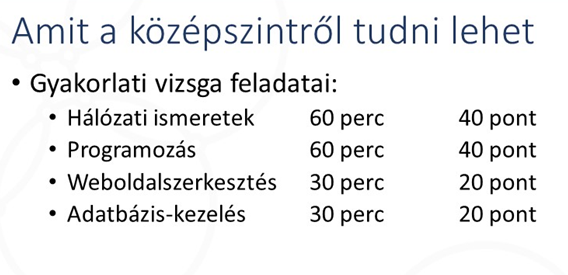 Amit a középszintről tudni lehet
• Gyakorlati vizsga feladatai:
• Hálózati ismeretek 60 perc 40 pont
• Programozás 60 perc 40 pont
• Weboldalszerkesztés 30 perc 20 pont
• Adatbázis-kezelés 30 perc 20 pont